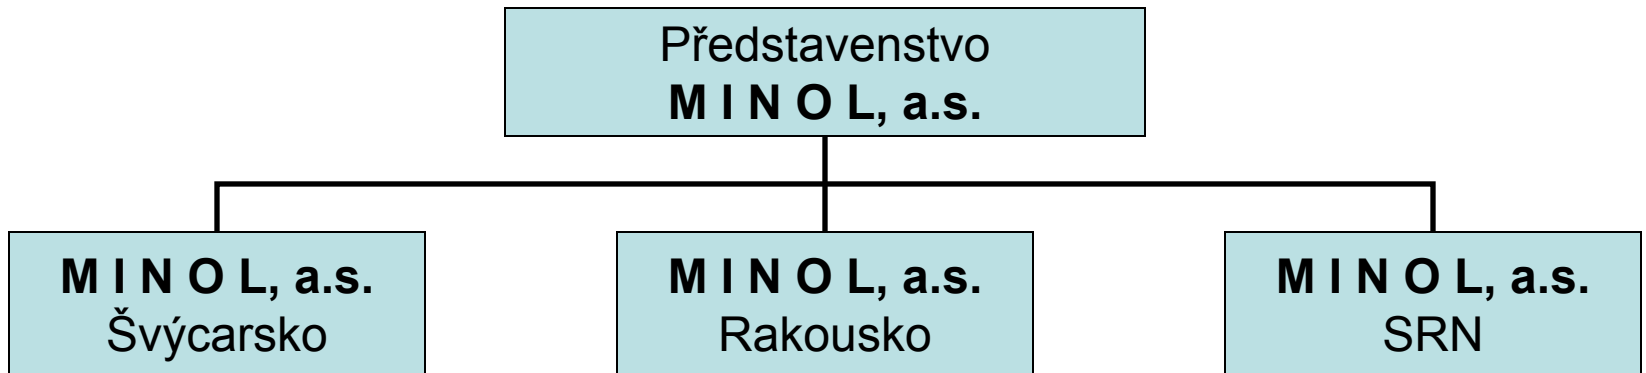 Představenstvo
M I N O L, a.s.
M I N O L, a.s.
Švýcarsko
M I N O L, a.s.
Rakousko
M I N O L, a.s.
SRN